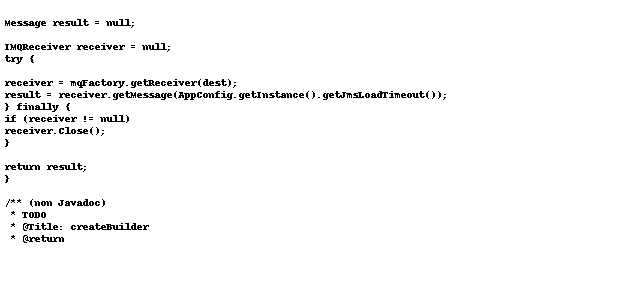 Message result = null;
IMQReceiver receiver = null;
try {
receiver = mqFactory.getReceiver(dest);
result = receiver.getMessage(AppConfig.getInstance().getJmsLoadTimeout());
} finally {
if (receiver != null)
receiver.Close();
}
return result;
}
/** (non Javadoc)
 * TODO
 * @Title: createBuilder
 * @return